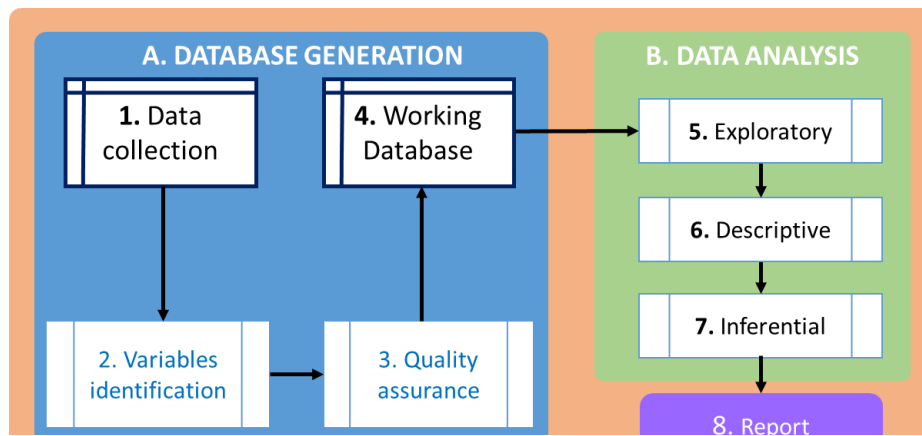 A. DATABASE GENERATION
1. Data
collection
2. Variables
identification
3. Quality
assurance
4. Working
Database
B. DATA ANALYSIS
5. Exploratory
6. Descriptive
7. Inferential
8. Report